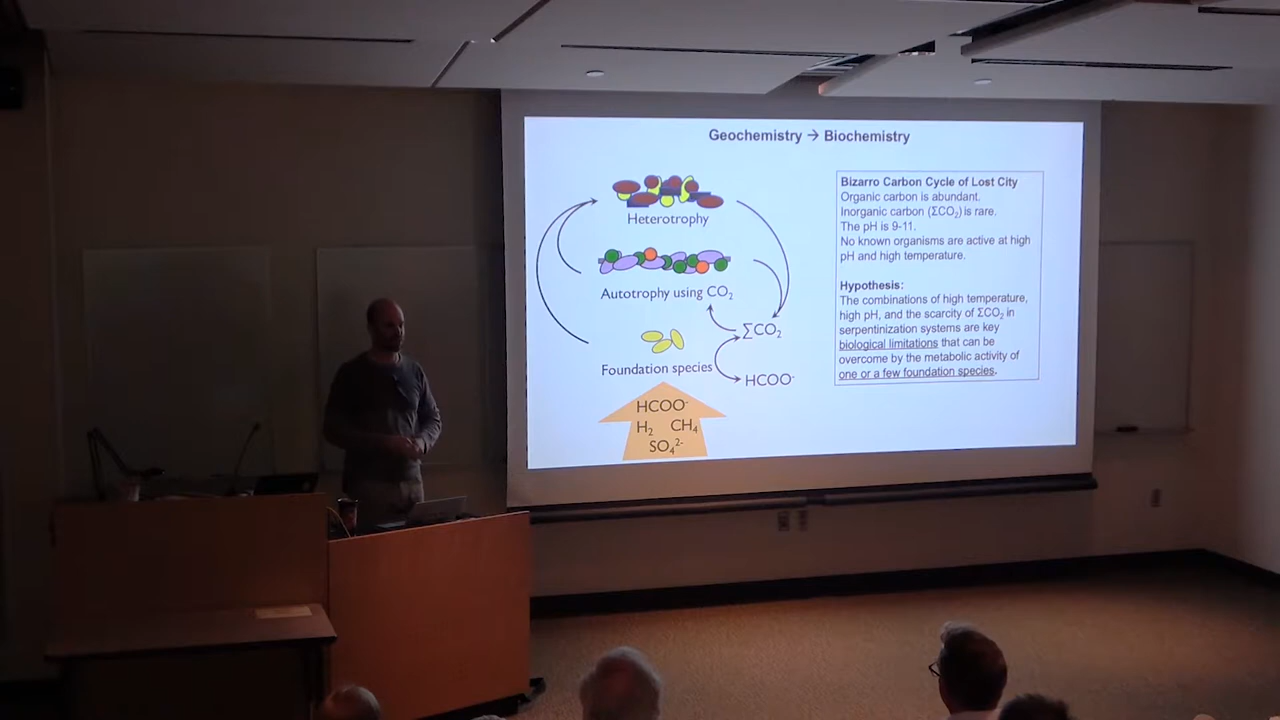 Geochemistry → Biochemistry
Heterotrophy
Autotrophy using CO₂
ΣCO₂
Foundation species
HCOO⁻
HCOO⁻
H₂ CH₄
SO₄²⁻
Bizarro Carbon Cycle of Lost City
Organic carbon is abundant.
Inorganic carbon (ΣCO₂) is rare.
The pH is 9-11.
No known organisms are active at high
pH and high temperature.
Hypothesis:
The combinations of high temperature,
high pH, and the scarcity of ΣCO₂ in
serpentinization systems are key
biological limitations that can be
overcome by the metabolic activity of
one or a few foundation species.